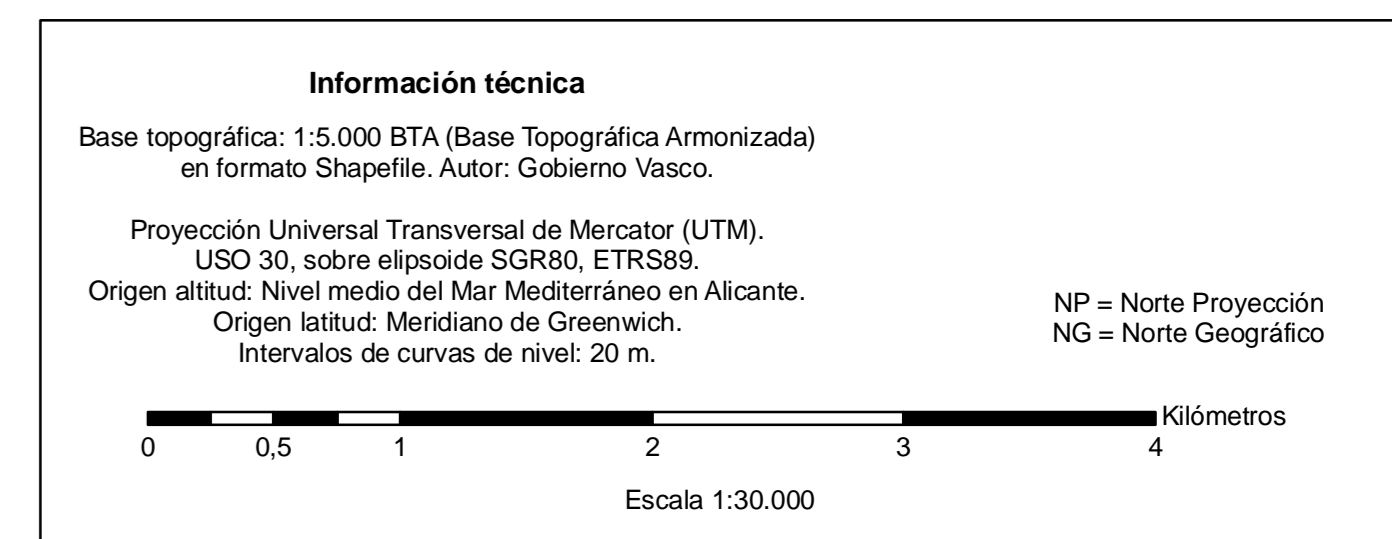 Información técnica
Base topográfica: 1:5.000 BTA (Base Topográfica Armonizada)
en formato Shapefile. Autor: Gobierno Vasco.
Proyección Universal Transversal de Mercator (UTM).
USO 30, sobre elipsoide SGR80, ETRS89.
Origen altitud: Nivel medio del Mar Mediterráneo en Alicante.
Origen latitud: Meridiano de Greenwich.
Intervalos de curvas de nivel: 20 m.
NP = Norte Proyección
NG = Norte Geográfico
Kilómetros
0 0,5 1 2 3 4
Escala 1:30.000